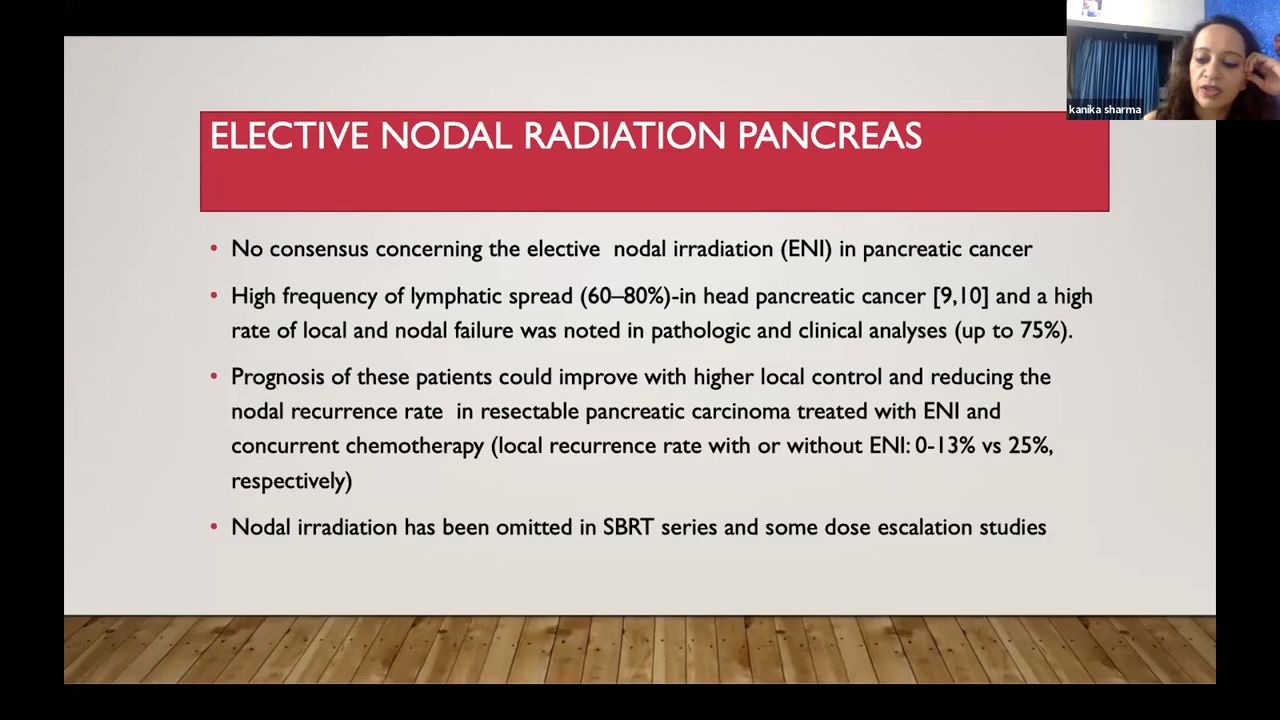 kanika sharma
ELECTIVE NODAL RADIATION PANCREAS
• No consensus concerning the elective nodal irradiation (ENI) in pancreatic cancer
• High frequency of lymphatic spread (60–80%)-in head pancreatic cancer [9,10] and a high
rate of local and nodal failure was noted in pathologic and clinical analyses (up to 75%).
• Prognosis of these patients could improve with higher local control and reducing the
nodal recurrence rate in resectable pancreatic carcinoma treated with ENI and
concurrent chemotherapy (local recurrence rate with or without ENI: 0-13% vs 25%,
respectively)
• Nodal irradiation has been omitted in SBRT series and some dose escalation studies